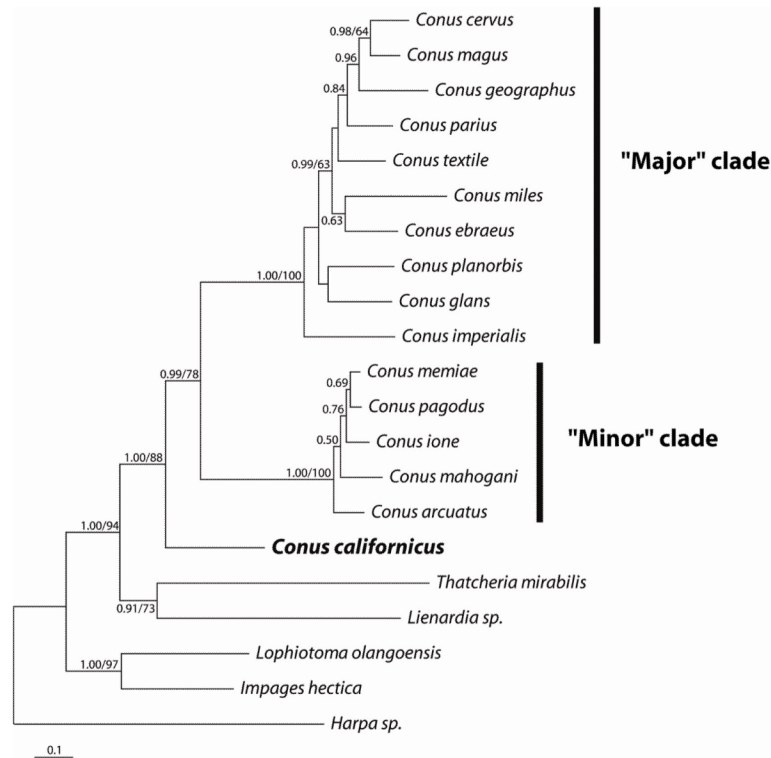 Conus cervus
0.98/64
Conus magus
0.96
Conus geographus
0.84
Conus parius
Conus textile
"Major" clade
0.99/63
Conus miles
0.63
Conus ebraeus
Conus planorbis
1.00/100
Conus glans
Conus imperialis
Conus memiae
0.99/78
0.69
Conus pagodus
0.76
Conus ione
"Minor" clade
0.50
1.00/88
1.00/100
Conus mahogani
Conus arcuatus
1.00/94
Conus californicus
Thatcheria mirabilis
0.91/73
Lienardia sp.
Lophiotoma olangoensis
1.00/97
Impages hectica
Harpa sp.
0.1